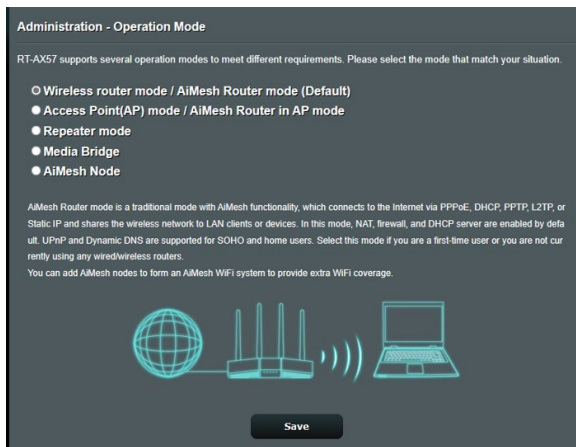 Administration - Operation Mode
RT-AX57 supports several operation modes to meet different requirements. Please select the mode that match your situation.
Wireless router mode / AiMesh Router mode (Default)
Access Point(AP) mode / AiMesh Router in AP mode
Repeater mode
Media Bridge
AiMesh Node
AiMesh Router mode is a traditional mode with AiMesh functionality, which connects to the Internet via PPPoE, DHCP, PPTP, L2TP, or
Static IP and shares the wireless network to LAN clients or devices. In this mode, NAT, firewall, and DHCP server are enabled by defa
ult. UPnP and Dynamic DNS are supported for SOHO and home users. Select this mode if you are a first-time user or you are not cur
rently using any wired/wireless routers.
You can add AiMesh nodes to form an AiMesh WiFi system to provide extra WiFi coverage.
Save